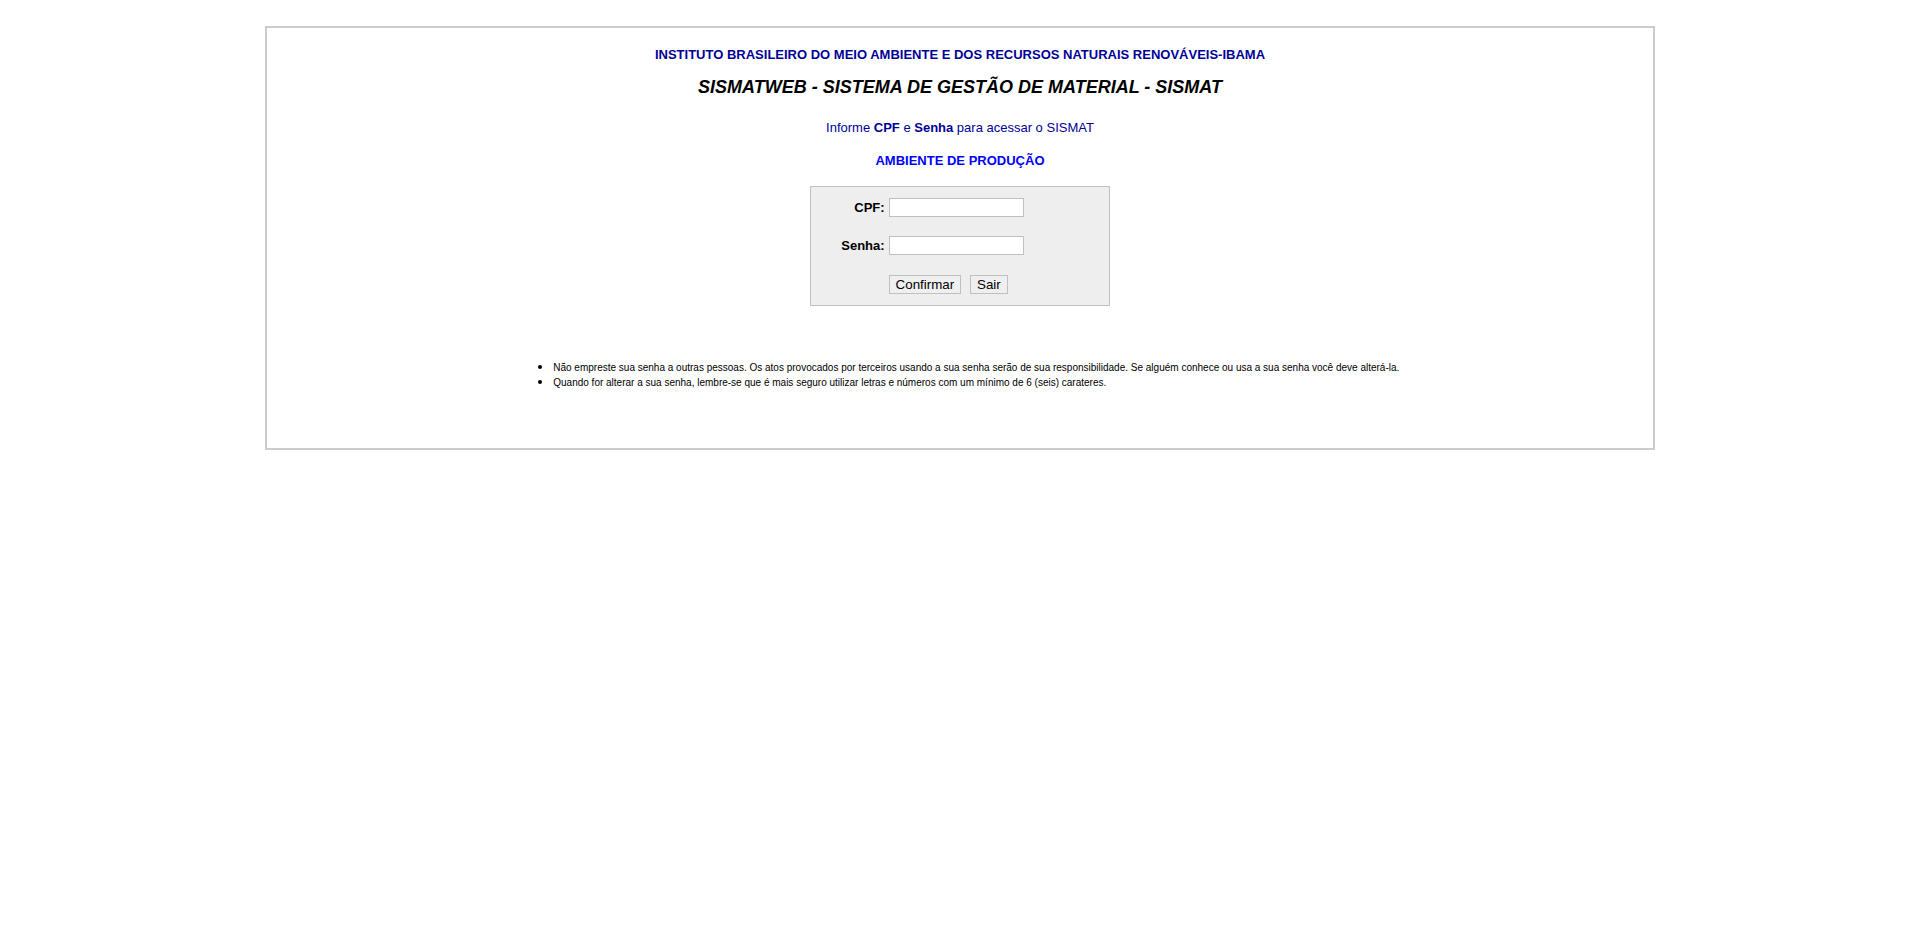 INSTITUTO BRASILEIRO DO MEIO AMBIENTE E DOS RECURSOS NATURAIS RENOVÁVEIS-IBAMA
SISMATWEB - SISTEMA DE GESTÃO DE MATERIAL - SISMAT
Informe CPF e Senha para acessar o SISMAT
AMBIENTE DE PRODUÇÃO
CPF:
Senha:
Confirmar Sair
Não empreste sua senha a outras pessoas. Os atos provocados por terceiros usando a sua senha serão de sua responsibilidade. Se alguém conhece ou usa a sua senha você deve alterá-la.
Quando for alterar a sua senha, lembre-se que é mais seguro utilizar letras e números com um mínimo de 6 (seis) carateres.